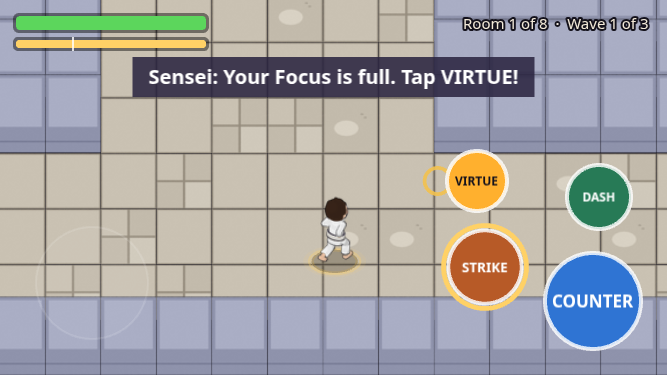 Room 1 of 8 · Wave 1 of 3
Sensei: Your Focus is full. Tap VIRTUE!
VIRTUE
DASH
STRIKE
COUNTER